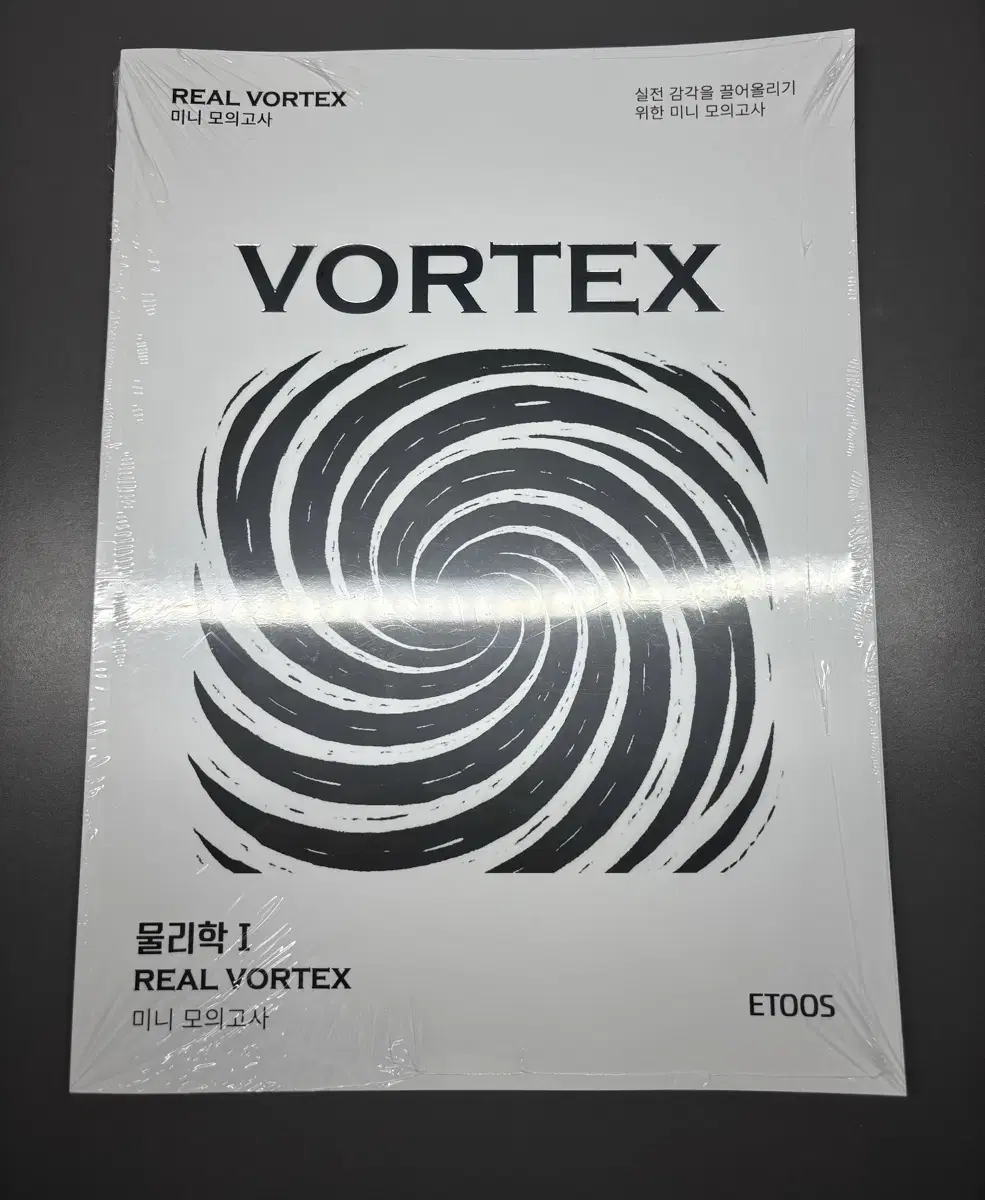 REAL VORTEX
미니 모의고사
실전 감각을 끌어올리기
위한 미니 모의고사
VORTEX
물리학 I
REAL VORTEX
미니 모의고사
ETOOS